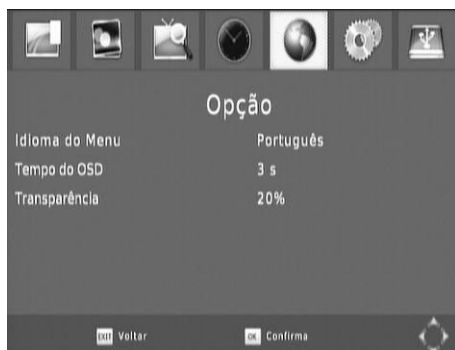 Opção
Idioma do Menu Português
Tempo do OSD 3 s
Transparência 20%
EXIT Voltar OK Confirma